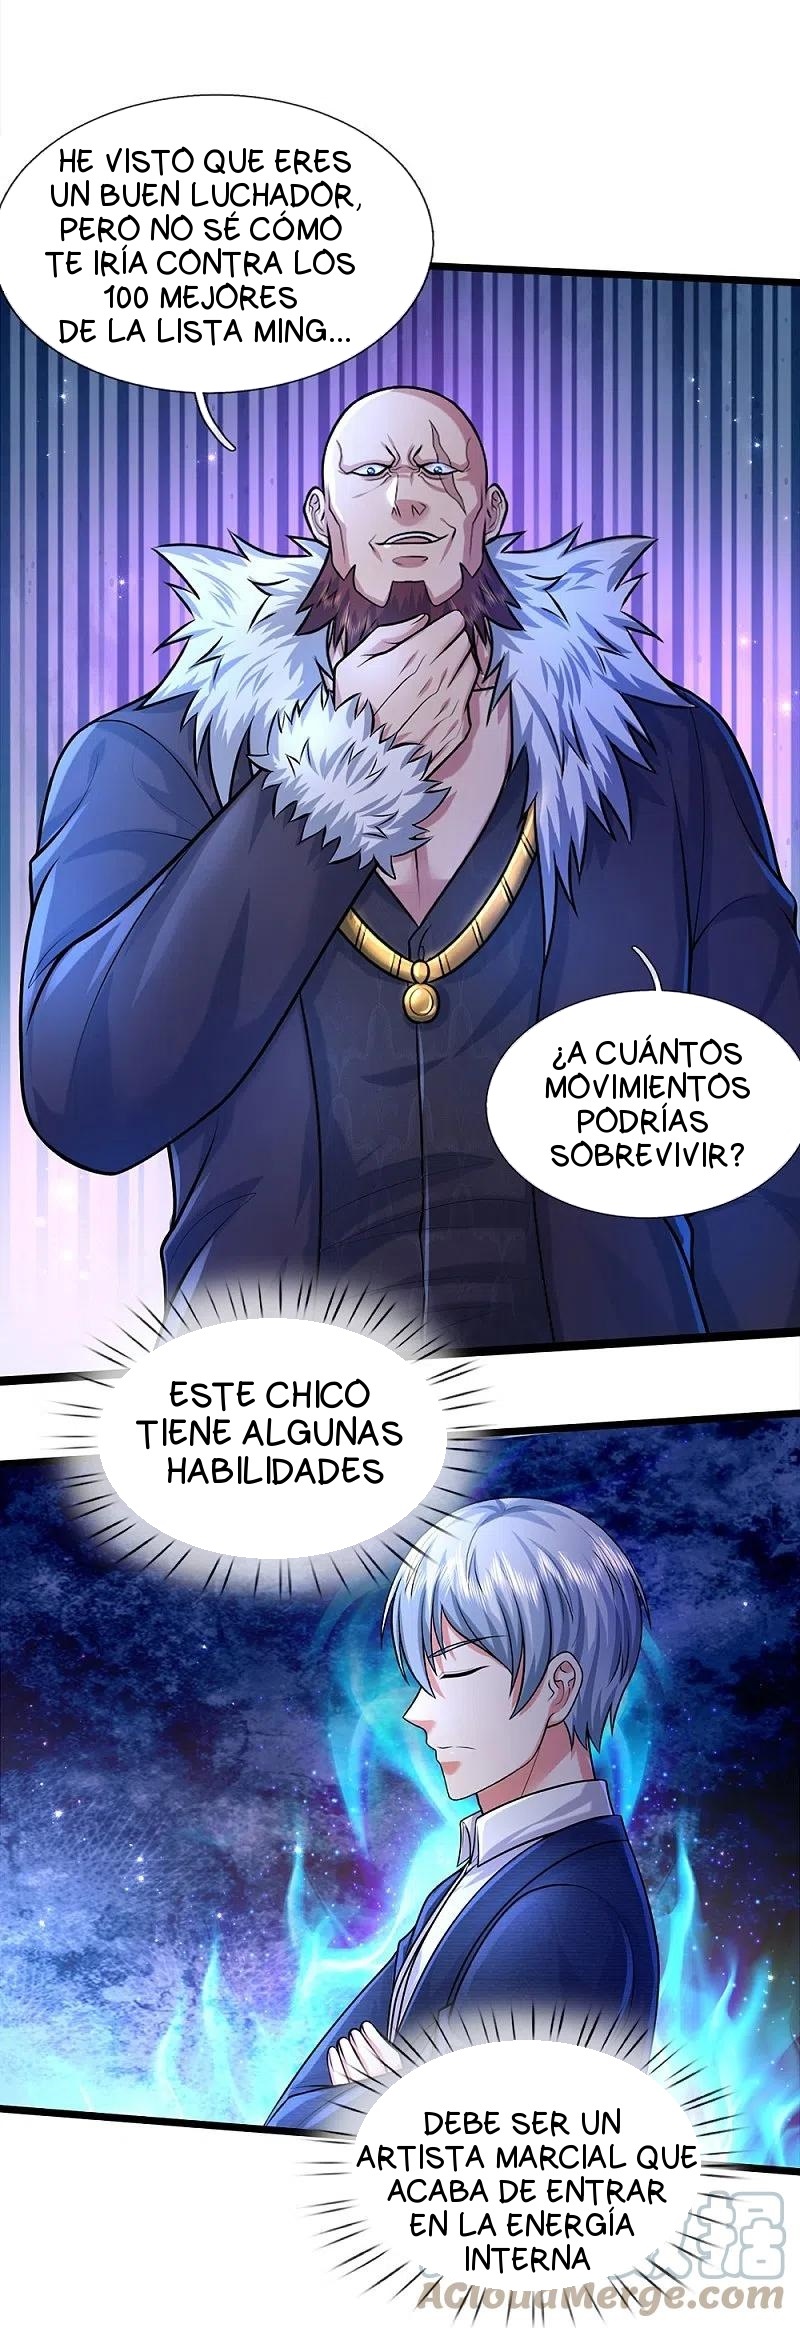 HE VISTO QUE ERES
UN BUEN LUCHADOR,
PERO NO SÉ CÓMO
TE IRÍA CONTRA LOS
100 MEJORES
DE LA LISTA MING...
¿A CUÁNTOS
MOVIMIENTOS
PODRÍAS
SOBREVIVIR?
ESTE CHICO
TIENE ALGUNAS
HABILIDADES
DEBE SER UN
ARTISTA MARCIAL QUE
ACABA DE ENTRAR
EN LA ENERGÍA
INTERNA
ACloudMerge.com